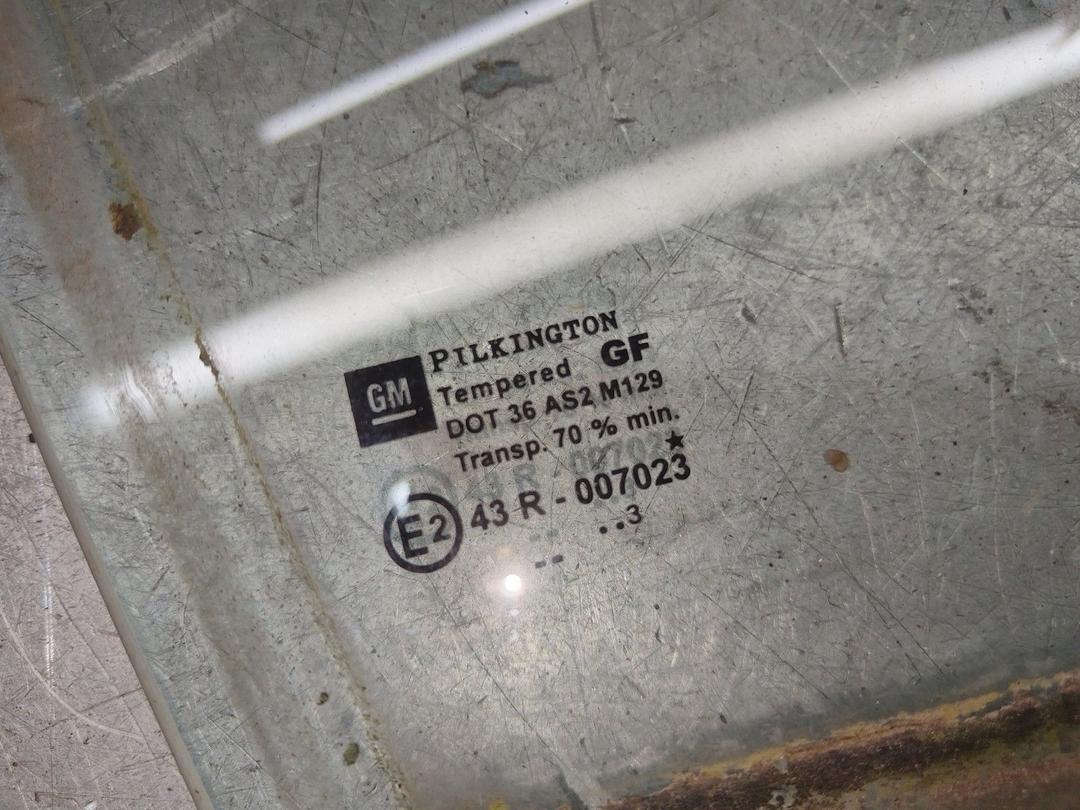 GM
PILKINGTON
Tempered GF
DOT 36 AS2 M129
Transp. 70 % min.
E2 43 R - 007023
..3
--